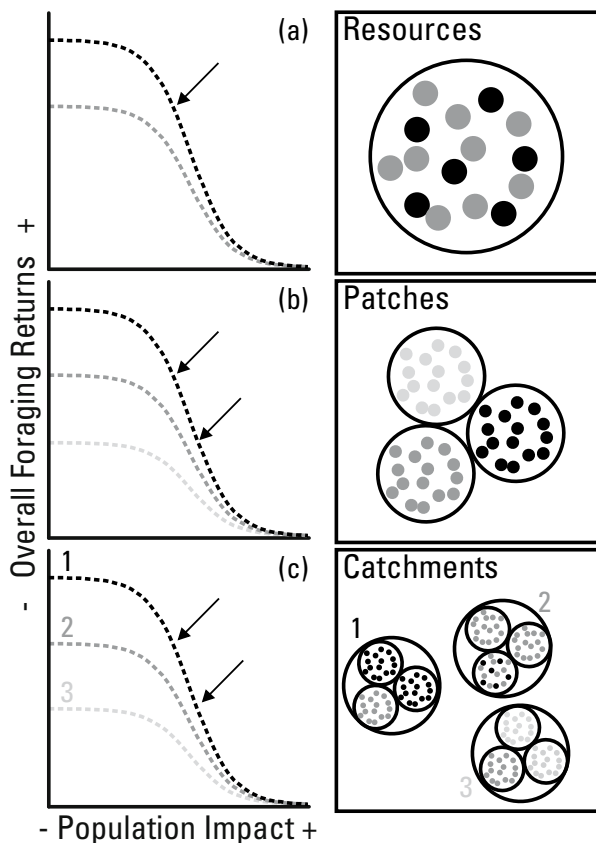 (a)
Resources
(b)
Patches
(c)
Catchments
1
2
3
1
2
3
- Overall Foraging Returns +
- Population Impact +